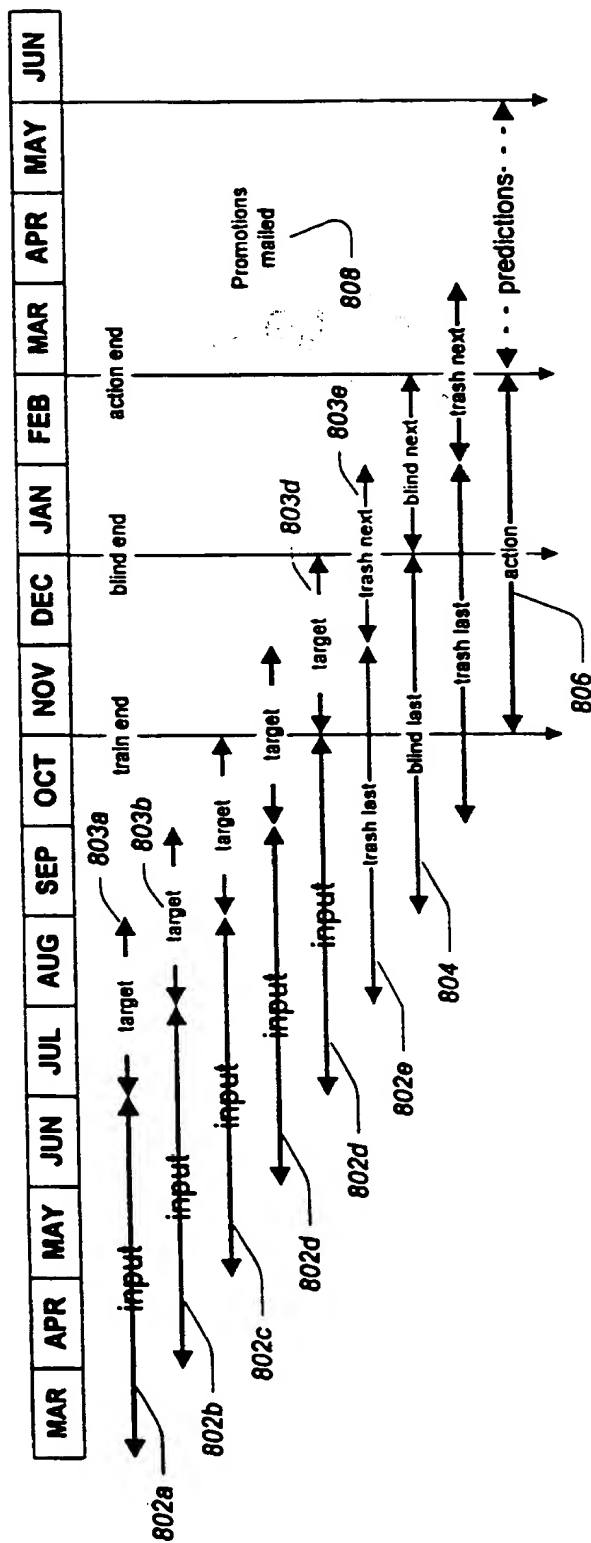 MAR APR MAY JUN JUL AUG SEP OCT NOV DEC JAN FEB MAR APR MAY JUN
train end blind end action end
802a input target 803a
802b input target 803b
802c input target
802d input target
802d input target 803d
802e trash last trash next 803e
804 blind last blind next
trash last trash next
806 action predictions
Promotions
mailed
808